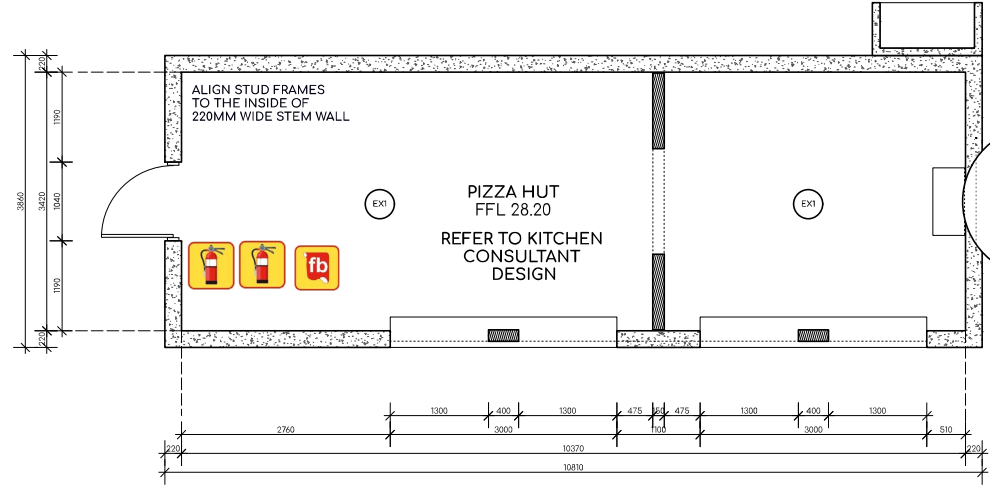 ALIGN STUD FRAMES
TO THE INSIDE OF
220MM WIDE STEM WALL
PIZZA HUT
FFL 28.20
REFER TO KITCHEN
CONSULTANT
DESIGN
EX1
EX1
fb
220
1190
1040
1190
220
3420
3860
1300
400
1300
475
150
475
1300
400
1300
2760
3000
1100
3000
510
220
10370
220
10810